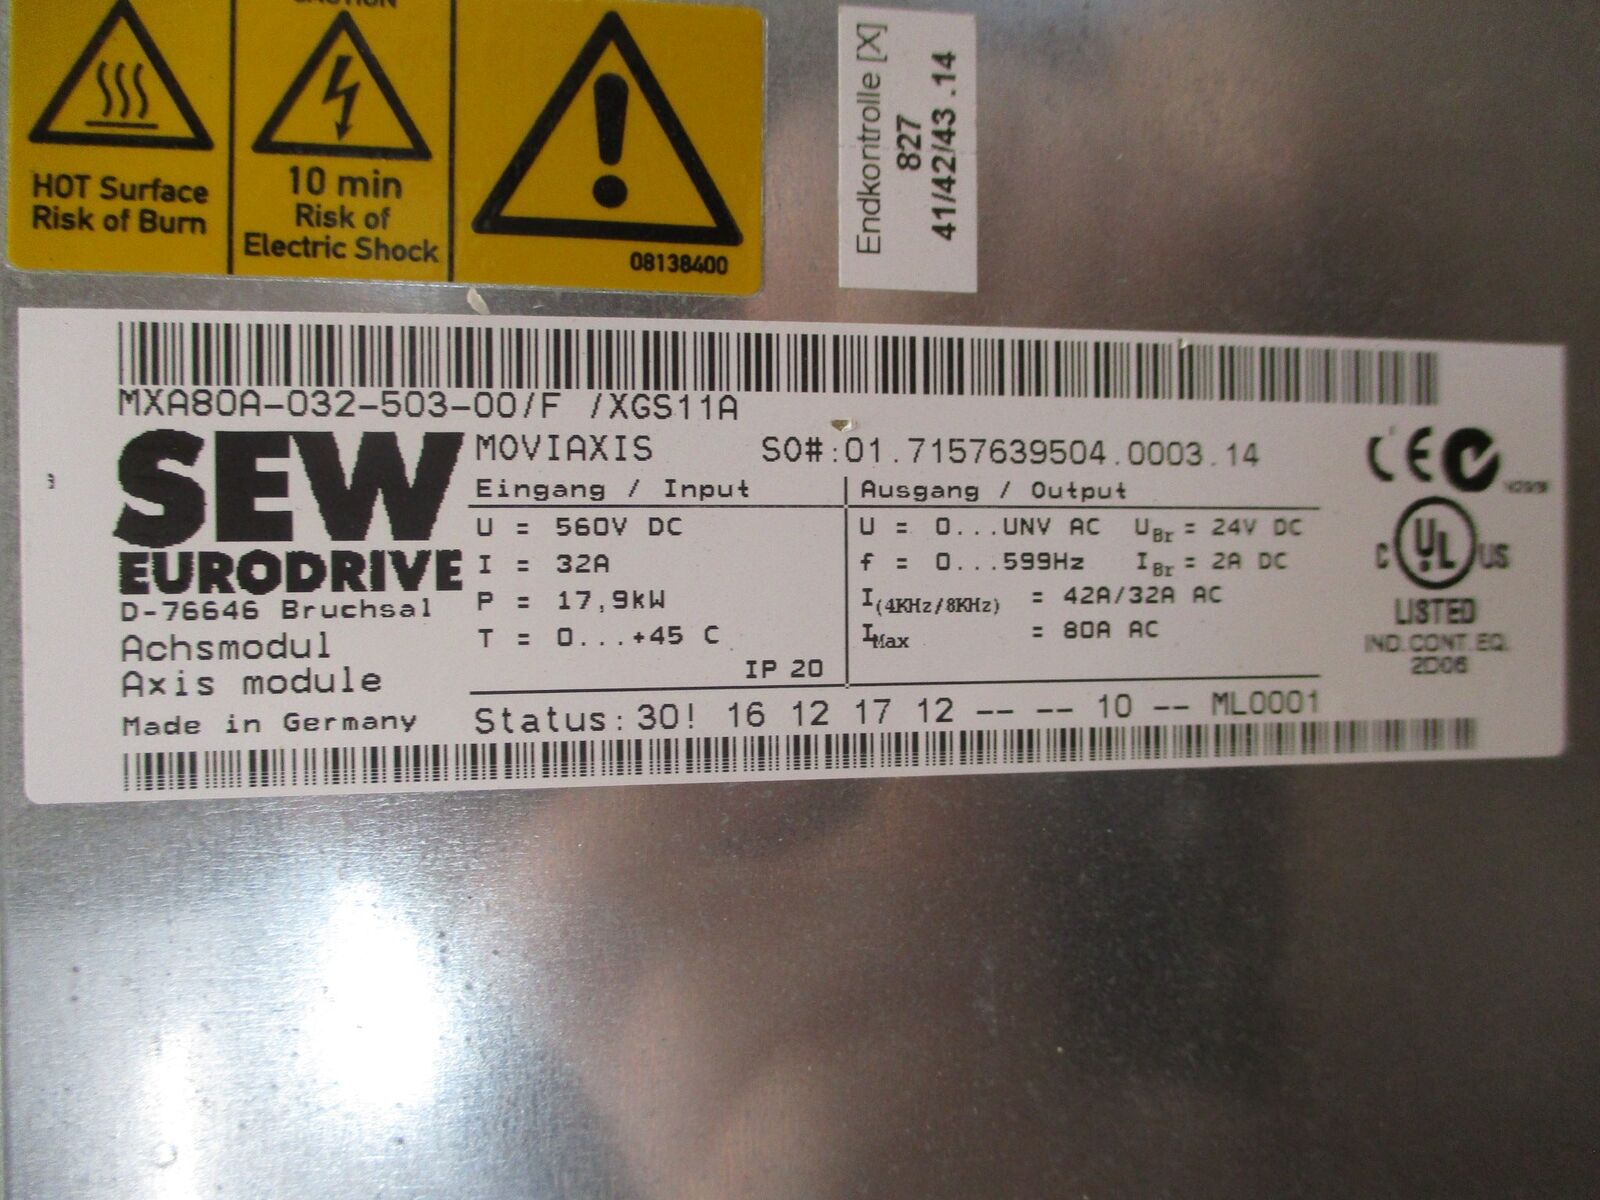 CAUTION
HOT Surface
Risk of Burn
10 min
Risk of
Electric Shock
08138400
Endkontrolle [X]
827
41/42/43.14
MXA80A-032-503-00/F /XGS11A
SEW
EURODRIVE
D-76646 Bruchsal
Achsmodul
Axis module
Made in Germany
MOVIAXIS SO#:01.7157639504.0003.14
Eingang / Input
U = 560V DC
I = 32A
P = 17,9kW
T = 0...+45 C
IP 20
Ausgang / Output
U = 0...UNV AC UBr = 24V DC
f = 0...599Hz IBr = 2A DC
I(4KHz/8KHz) = 42A/32A AC
IMax = 80A AC
Status: 30! 16 12 17 12 -- -- 10 -- ML0001
CE
C UL US
LISTED
IND.CONT.EQ.
2D06